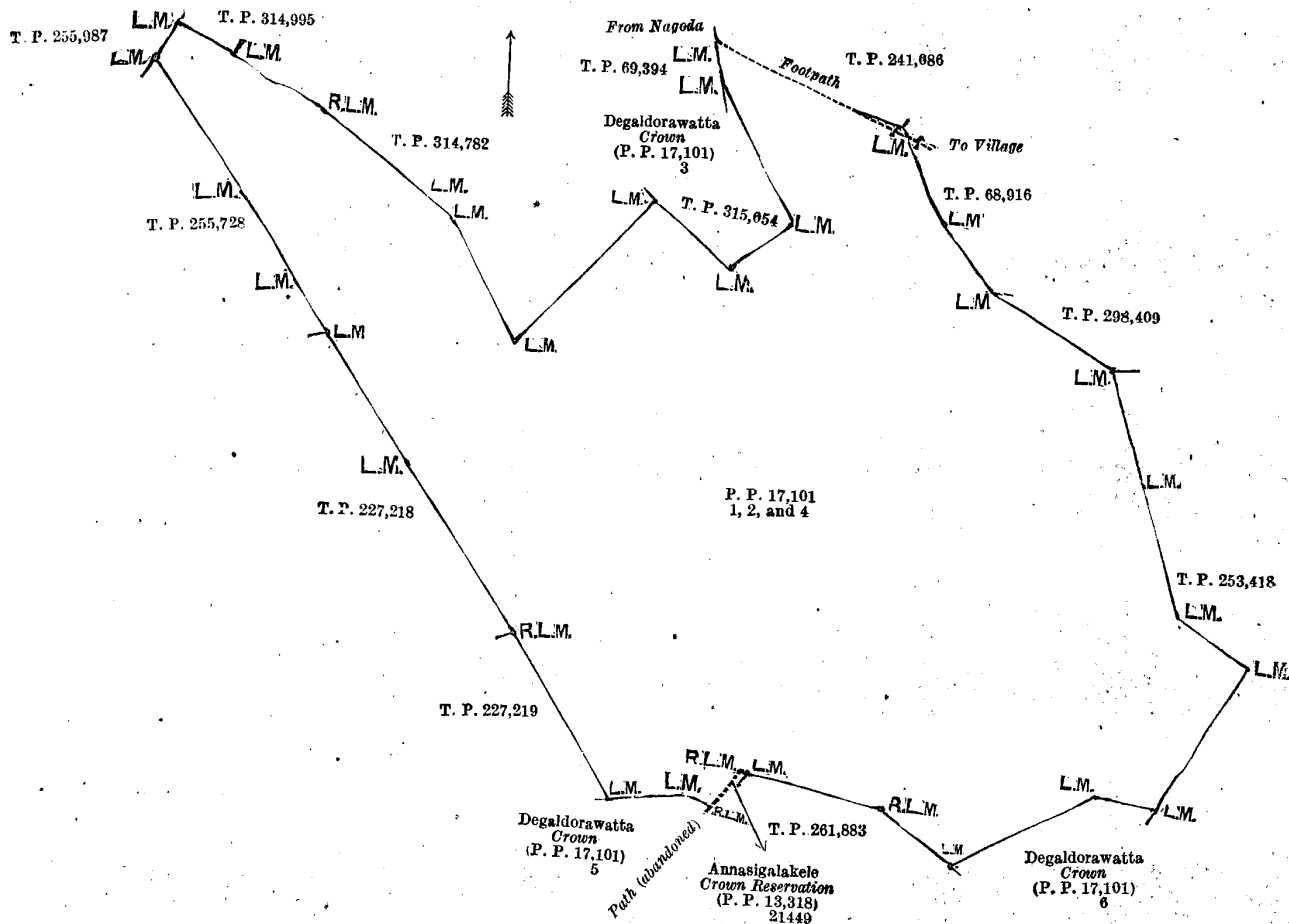 L.M.
T. P. 314,995
From Nagoda
T. P. 255,987
L.M.
L.M.
L.M.
T. P. 241,686
T. P. 69,394
Footpath
L.M.
R.L.M.
Degaldorawatta
Crown
(P. P. 17,101)
3
T. P. 314,782
L.M.
To Village
L.M.
L.M.
L.M.
T. P. 68,916
T. P. 315,654
L.M.
L.M.
L.M
T. P. 255,728
L.M.
L.M.
L.M
L.M
T. P. 298,409
L.M.
L.M.
L.M.
L.M.
P. P. 17,101
1, 2, and 4
T. P. 227,218
T. P. 253,418
L.M.
R.L.M.
L.M.
T. P. 227,219
R.L.M.
L.M.
L.M.
L.M.
L.M.
R.L.M.
R.L.M.
L.M.
Degaldorawatta
Crown
(P. P. 17,101)
5
T. P. 261,883
L.M.
Path (abandoned)
Annasigalakele
Crown Reservation
(P. P. 13,318)
21449
Degaldorawatta
Crown
(P. P. 17,101)
6